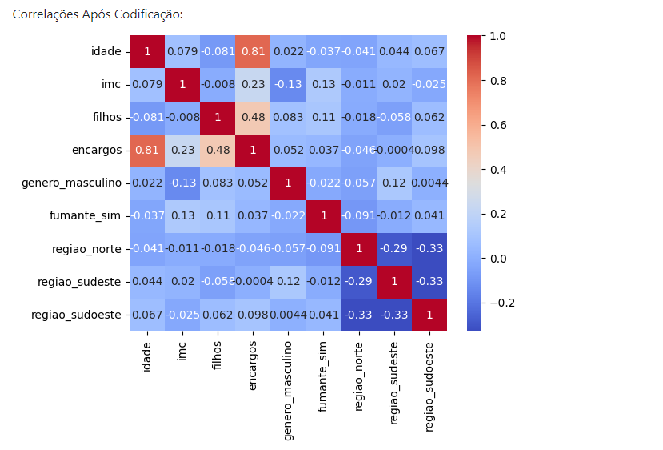 Correlações Após Codificação:
idade 1 0.079 -0.081 0.81 0.022 -0.037 -0.041 0.044 0.067
imc 0.079 1 -0.008 0.23 -0.13 0.13 -0.011 0.02 -0.025
filhos -0.081 -0.008 1 0.48 0.083 0.11 -0.018 -0.058 0.062
encargos 0.81 0.23 0.48 1 0.052 0.037 -0.046 -0.0004 0.098
genero_masculino 0.022 -0.13 0.083 0.052 1 -0.022 -0.057 0.12 0.0044
fumante_sim -0.037 0.13 0.11 0.037 -0.022 1 -0.091 -0.012 0.041
regiao_norte -0.041 -0.011 -0.018 -0.046 -0.057 -0.091 1 -0.29 -0.33
regiao_sudeste 0.044 0.02 -0.058 -0.0004 0.12 -0.012 -0.29 1 -0.33
regiao_sudoeste 0.067 -0.025 0.062 0.098 0.0044 0.041 -0.33 -0.33 1
idade imc filhos encargos genero_masculino fumante_sim regiao_norte regiao_sudeste regiao_sudoeste
1.0
0.8
0.6
0.4
0.2
0.0
−0.2